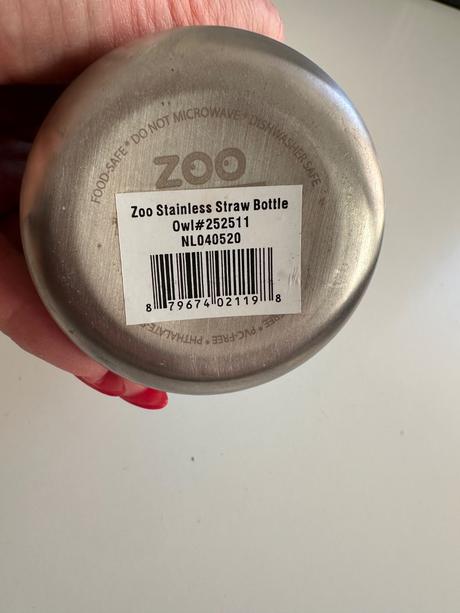 FOOD-SAFE * DO NOT MICROWAVE * DISHWASHER SAFE
ZOO
Zoo Stainless Straw Bottle
Owl#252511
NL040520
8 79674 02119 8
FREE * PVC-FREE * PHTHALATE-